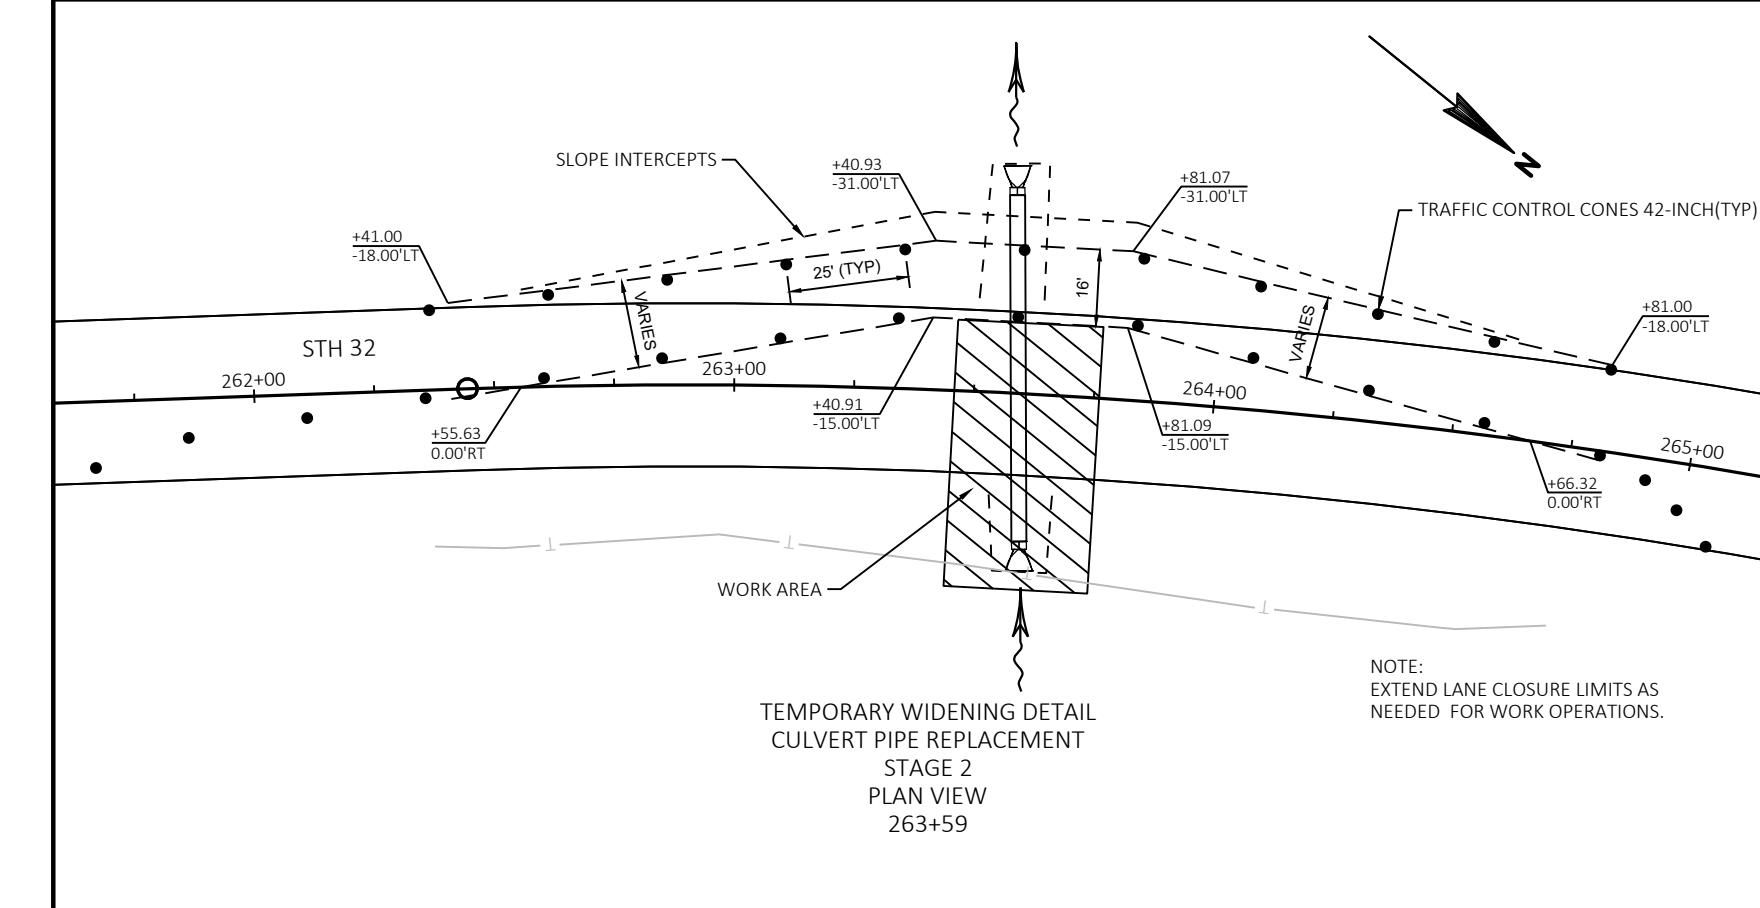 SLOPE INTERCEPTS
+40.93
-31.00'LT
+81.07
-31.00'LT
N
TRAFFIC CONTROL CONES 42-INCH(TYP)
+41.00
-18.00'LT
25' (TYP)
16'
VARIES
VARIES
+81.00
-18.00'LT
STH 32
262+00
263+00
264+00
265+00
+40.91
-15.00'LT
+55.63
0.00'RT
+81.09
-15.00'LT
+66.32
0.00'RT
WORK AREA
NOTE:
EXTEND LANE CLOSURE LIMITS AS
NEEDED FOR WORK OPERATIONS.
TEMPORARY WIDENING DETAIL
CULVERT PIPE REPLACEMENT
STAGE 2
PLAN VIEW
263+59